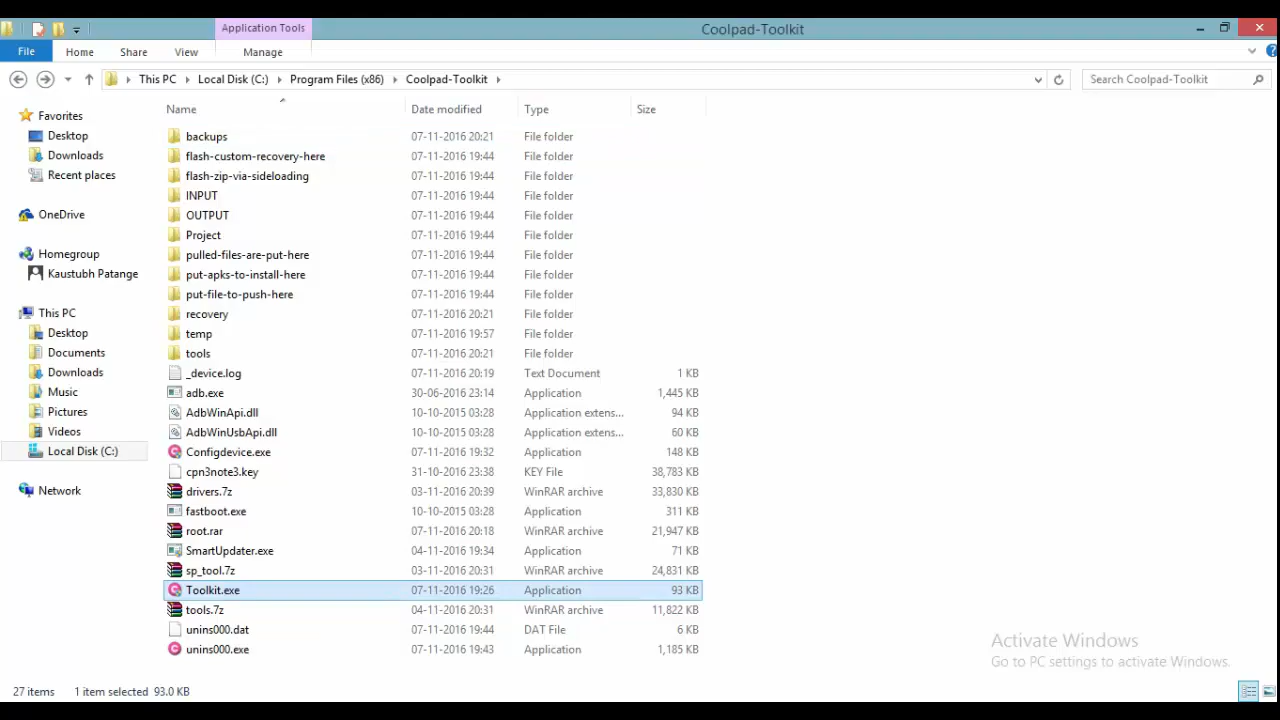 Application Tools
Coolpad-Toolkit
File Home Share View Manage
This PC Local Disk (C:) Program Files (x86) Coolpad-Toolkit Search Coolpad-Toolkit
Name Date modified Type Size
Favorites
Desktop
Downloads
Recent places
OneDrive
Homegroup
Kaustubh Patange
This PC
Desktop
Documents
Downloads
Music
Pictures
Videos
Local Disk (C:)
Network
backups 07-11-2016 20:21 File folder
flash-custom-recovery-here 07-11-2016 19:44 File folder
flash-zip-via-sideloading 07-11-2016 19:44 File folder
INPUT 07-11-2016 19:44 File folder
OUTPUT 07-11-2016 19:44 File folder
Project 07-11-2016 19:44 File folder
pulled-files-are-put-here 07-11-2016 19:44 File folder
put-apks-to-install-here 07-11-2016 19:44 File folder
put-file-to-push-here 07-11-2016 19:44 File folder
recovery 07-11-2016 20:21 File folder
temp 07-11-2016 19:57 File folder
tools 07-11-2016 20:21 File folder
_device.log 07-11-2016 20:19 Text Document 1 KB
adb.exe 30-06-2016 23:14 Application 1,445 KB
AdbWinApi.dll 10-10-2015 03:28 Application extens... 94 KB
AdbWinUsbApi.dll 10-10-2015 03:28 Application extens... 60 KB
Configdevice.exe 07-11-2016 19:32 Application 148 KB
cpn3note3.key 31-10-2016 23:38 KEY File 38,783 KB
drivers.7z 03-11-2016 20:39 WinRAR archive 33,830 KB
fastboot.exe 10-10-2015 03:28 Application 311 KB
root.rar 07-11-2016 20:18 WinRAR archive 21,947 KB
SmartUpdater.exe 04-11-2016 19:34 Application 71 KB
sp_tool.7z 03-11-2016 20:31 WinRAR archive 24,831 KB
Toolkit.exe 07-11-2016 19:26 Application 93 KB
tools.7z 04-11-2016 20:31 WinRAR archive 11,822 KB
unins000.dat 07-11-2016 19:44 DAT File 6 KB
unins000.exe 07-11-2016 19:43 Application 1,185 KB
Activate Windows
Go to PC settings to activate Windows.
27 items 1 item selected 93.0 KB